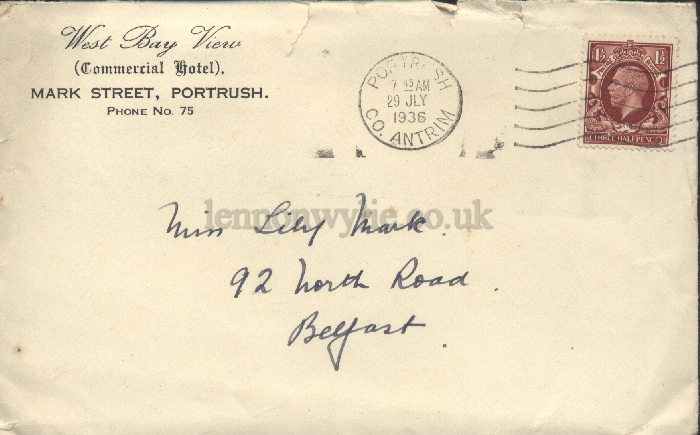 West Bay View
(Commercial Hotel),
MARK STREET, PORTRUSH.
PHONE No. 75
PORTRUSH
7 45 AM
29 JLY
1936
CO. ANTRIM
1½ 1½
THREE HALFPENCE
lennonwylie.co.uk
Miss Lily Mark.
92 North Road.
Belfast.